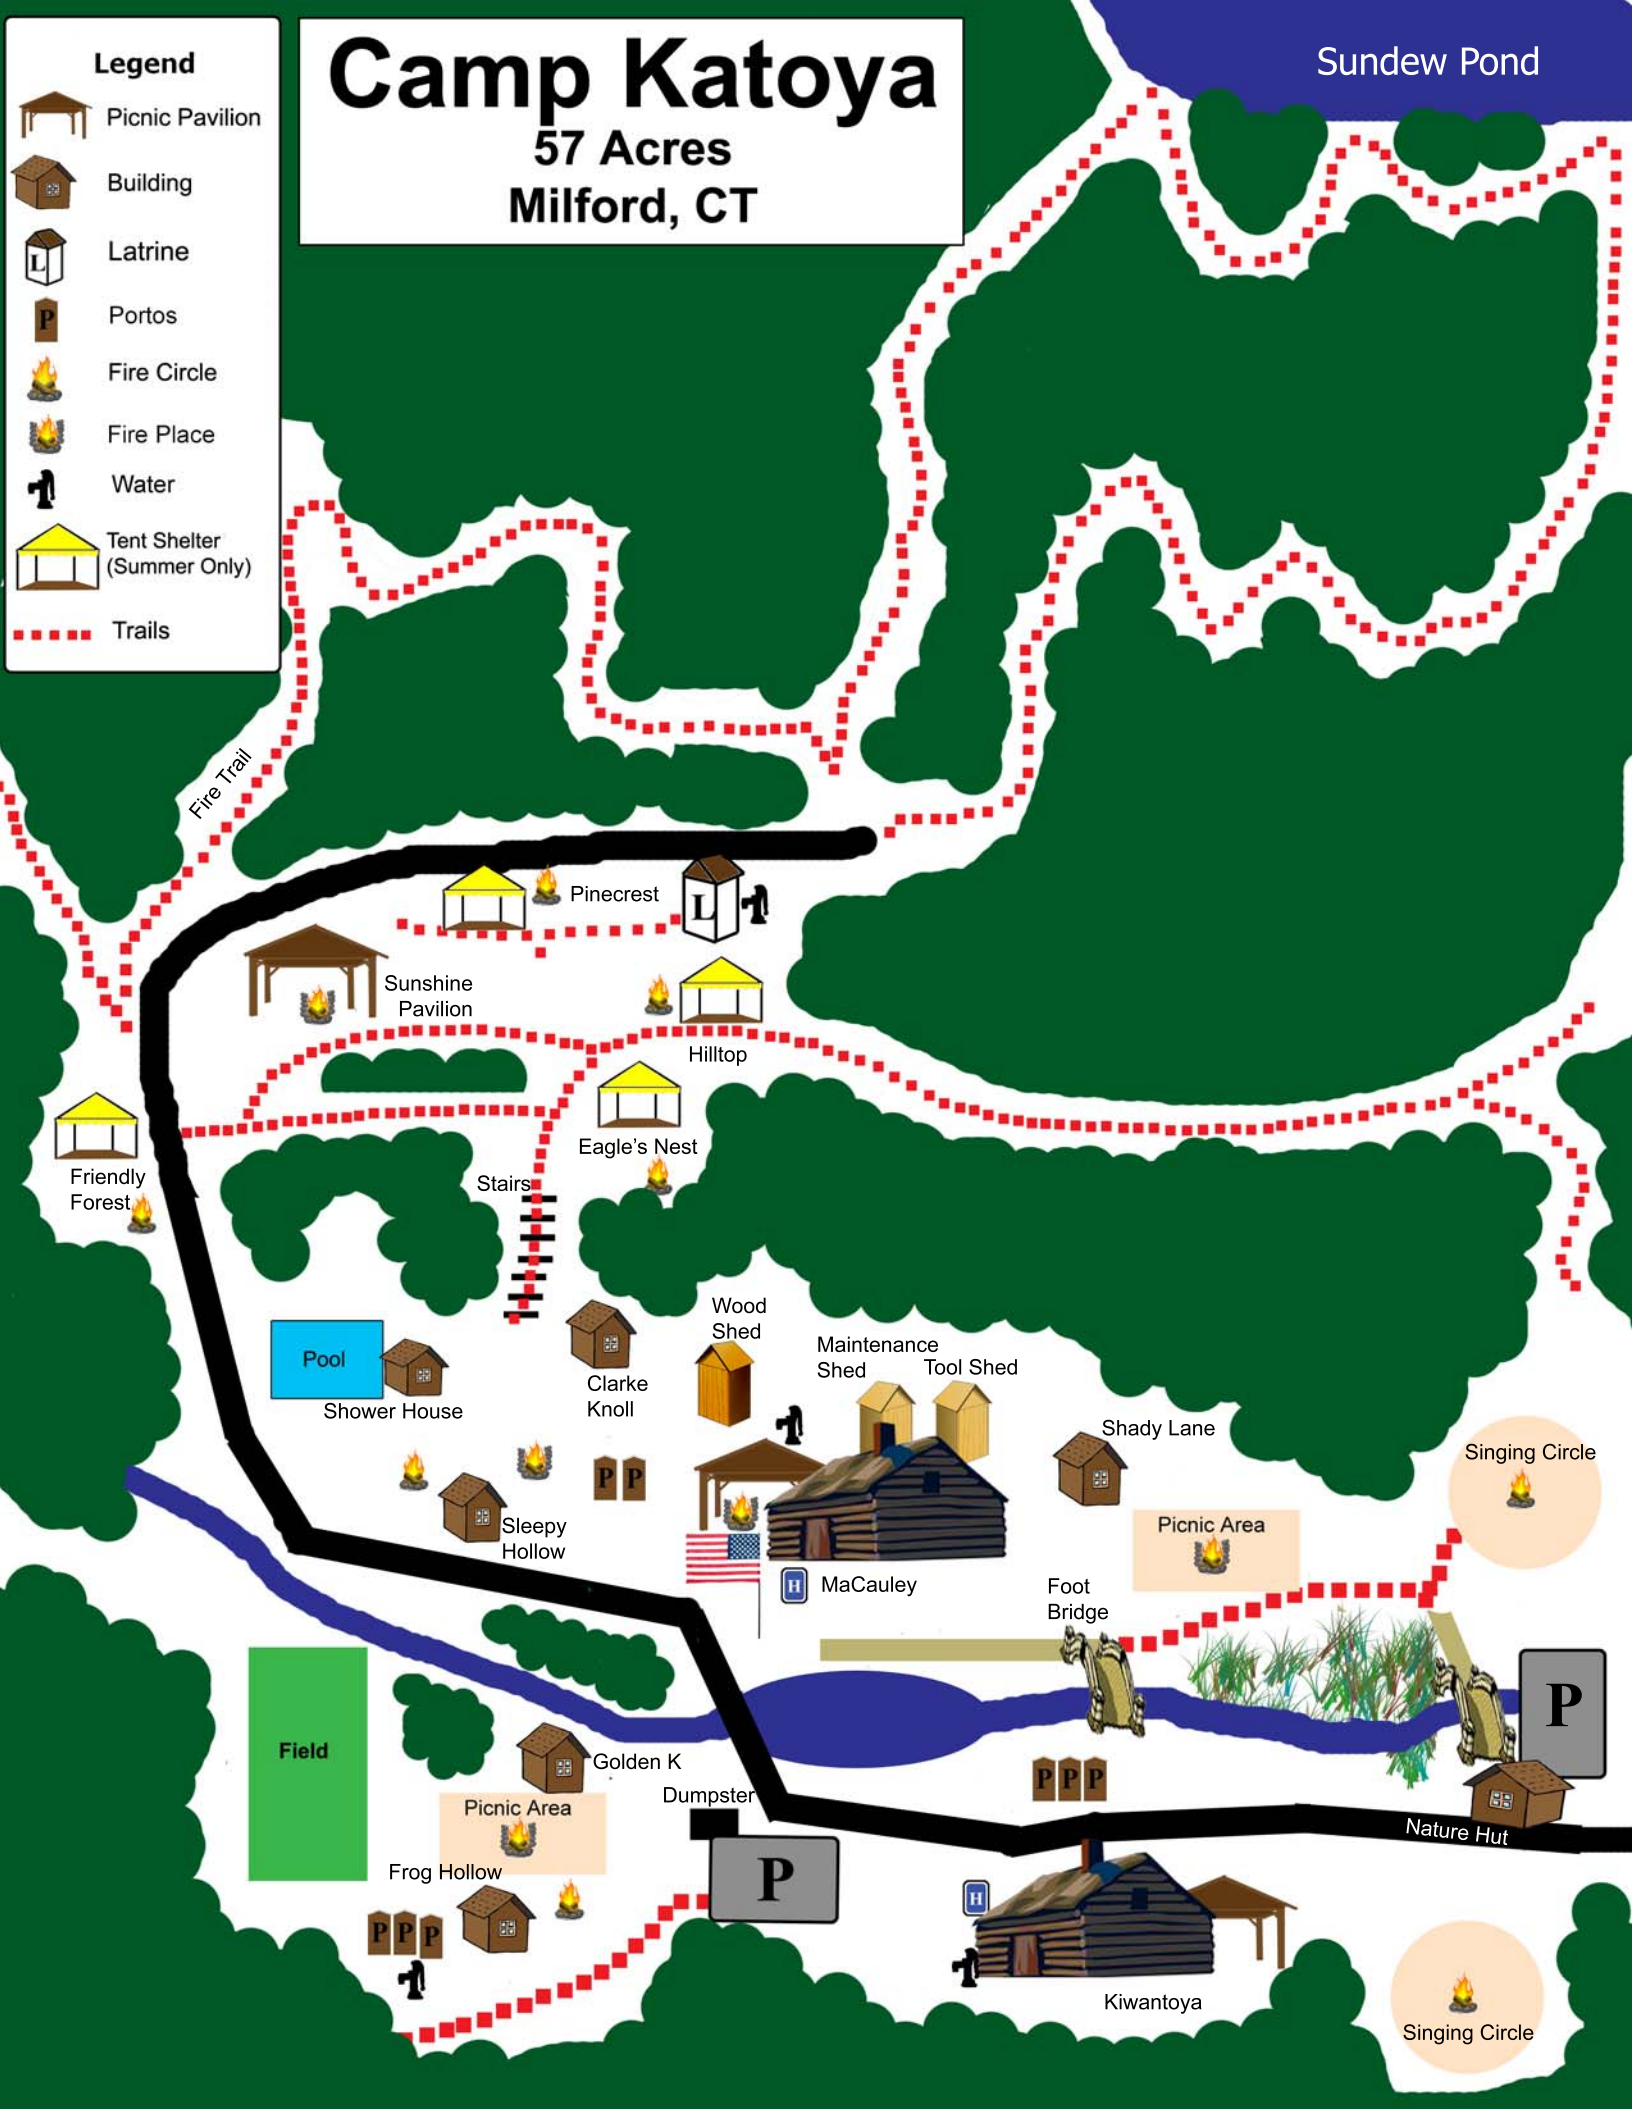 Legend
Picnic Pavilion
Building
L
Latrine
P
Portos
Fire Circle
Fire Place
Water
Tent Shelter
(Summer Only)
Trails
Camp Katoya
57 Acres
Milford, CT
Sundew Pond
Fire Trail
Pinecrest
L
Sunshine
Pavilion
Hilltop
Eagle's Nest
Friendly
Forest
Stairs
Pool
Shower House
Clarke
Knoll
Wood
Shed
Maintenance
Shed
Tool Shed
Shady Lane
Singing Circle
P P
Sleepy
Hollow
Picnic Area
H
MaCauley
Foot
Bridge
P
Field
Golden K
P P P
Dumpster
Picnic Area
Nature Hut
P
Frog Hollow
H
P P P
Kiwantoya
Singing Circle